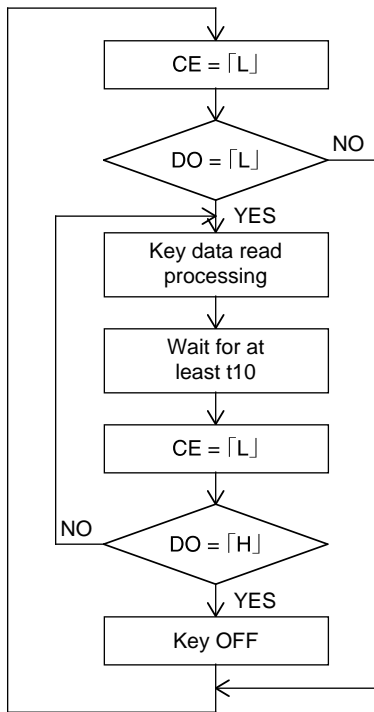 CE = ｢L｣
DO = ｢L｣
NO
YES
Key data read
processing
Wait for at
least t10
CE = ｢L｣
NO
DO = ｢H｣
YES
Key OFF